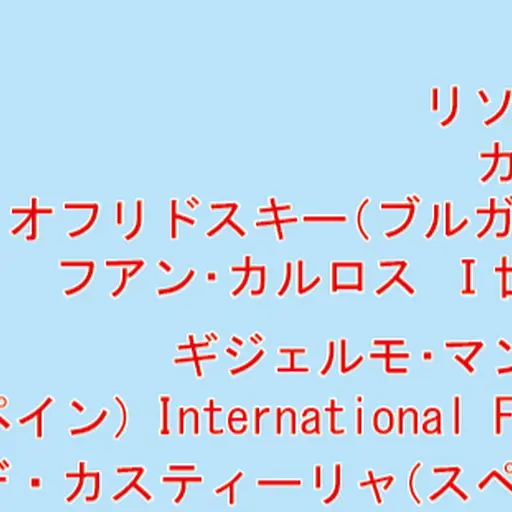 リソ
カ
オフリドスキー(ブルガ
フアン・カルロス I 世
ギジェルモ・マン
ペイン) International F
デ・カスティーリャ(スペ